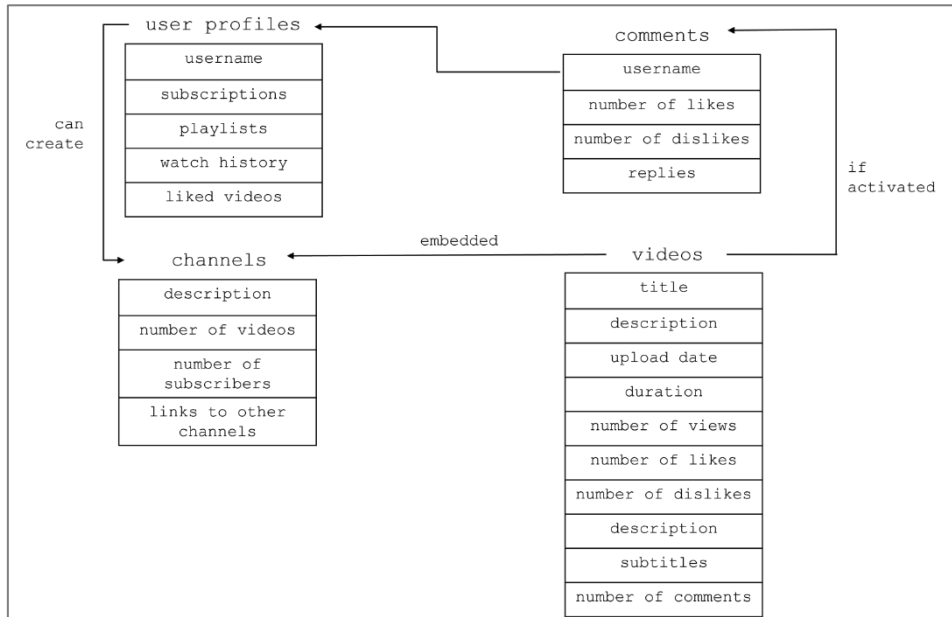 user profiles
username
subscriptions
playlists
watch history
liked videos
can
create
comments
username
number of likes
number of dislikes
replies
if
activated
embedded
channels
description
number of videos
number of
subscribers
links to other
channels
videos
title
description
upload date
duration
number of views
number of likes
number of dislikes
description
subtitles
number of comments